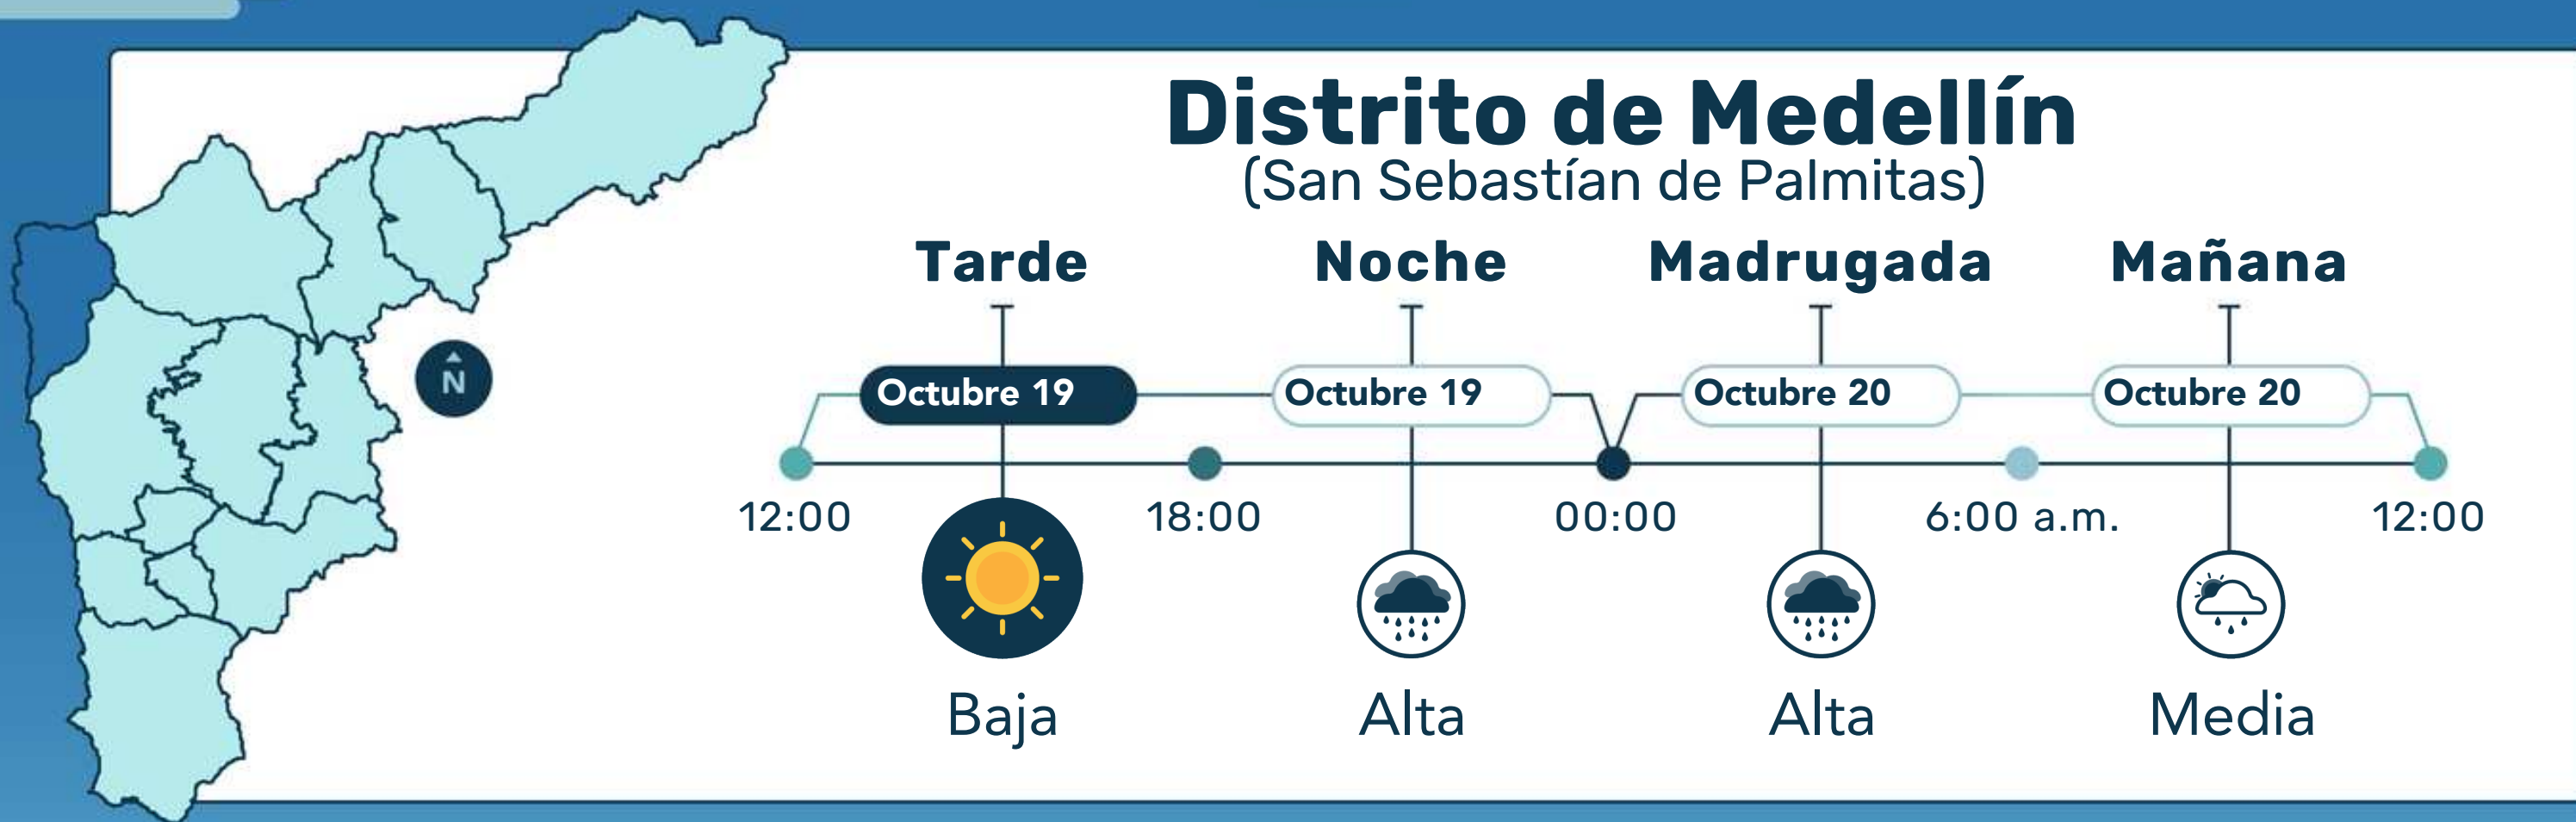 Distrito de Medellín
(San Sebastían de Palmitas)
Tarde Noche Madrugada Mañana
Octubre 19 Octubre 19 Octubre 20 Octubre 20
N
12:00 18:00 00:00 6:00 a.m. 12:00
Baja Alta Alta Media